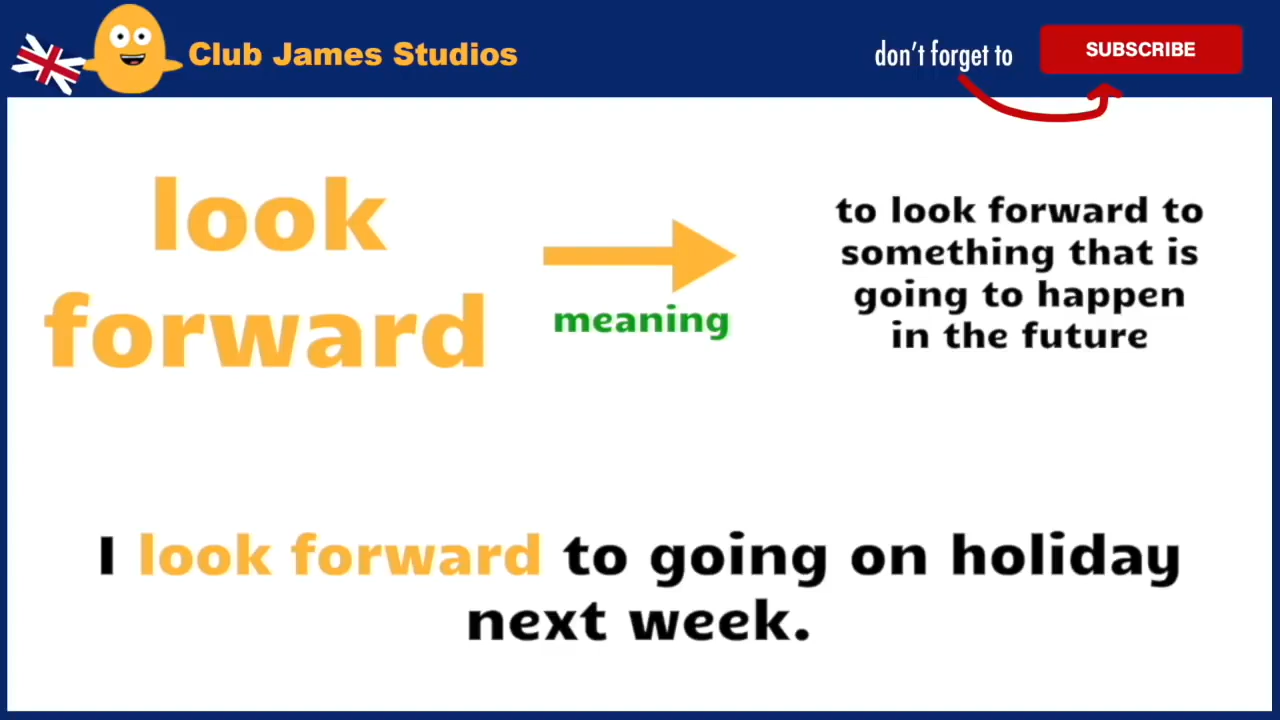 Club James Studios
don't forget to
SUBSCRIBE
look
forward
meaning
to look forward to
something that is
going to happen
in the future
I look forward to going on holiday
next week.